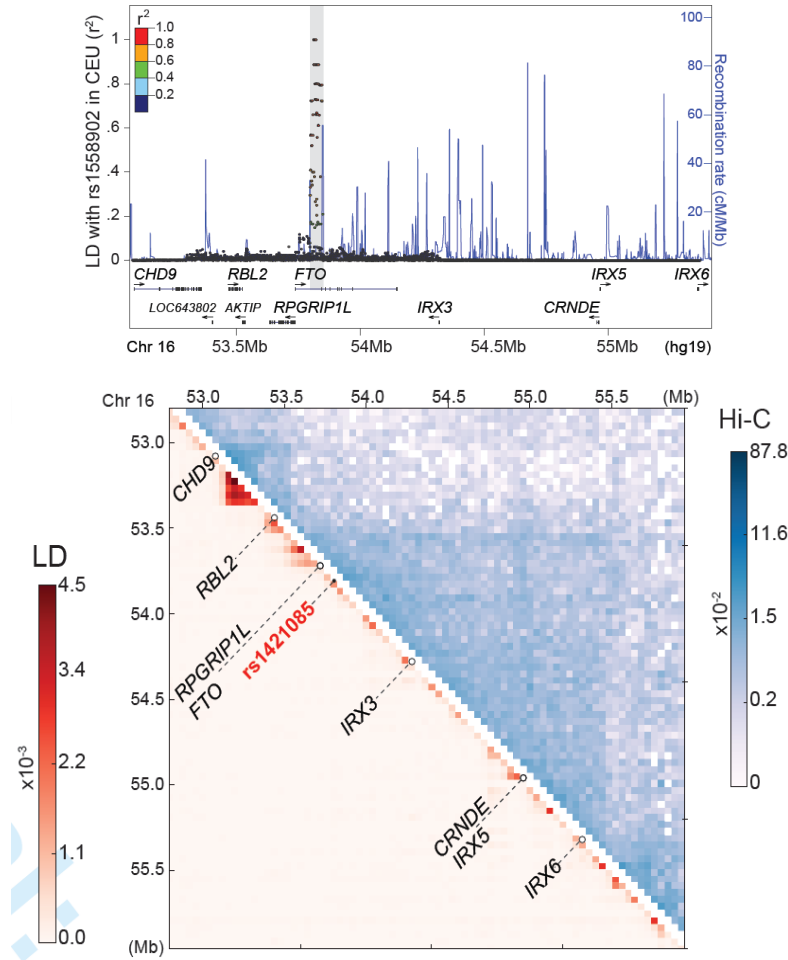 r²
1.0
0.8
0.6
0.4
0.2
LD with rs1558902 in CEU (r²)
1
.8
.6
.4
.2
0
100
80
60
40
20
Recombination rate (cM/Mb)
CHD9 RBL2 FTO IRX5 IRX6
LOC643802 AKTIP RPGRIP1L IRX3 CRNDE
Chr 16 53.5Mb 54Mb 54.5Mb 55Mb (hg19)
Chr 16 53.0 53.5 54.0 54.5 55.0 55.5 (Mb)
53.0
53.5
54.0
54.5
55.0
55.5
(Mb)
CHD9
RBL2
RPGRIP1L
FTO
rs1421085
IRX3
CRNDE
IRX5
IRX6
LD
4.5
3.4
2.2
1.1
0.0
x10⁻³
Hi-C
87.8
11.6
1.5
0.2
0
x10⁻²